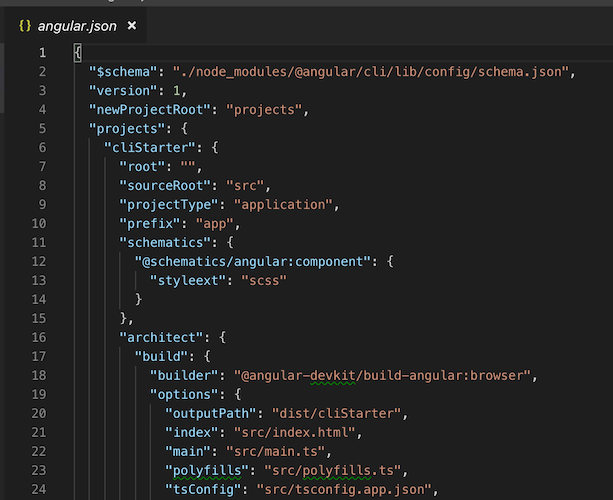 {} angular.json ×
1 {
2 "$schema": "./node_modules/@angular/cli/lib/config/schema.json",
3 "version": 1,
4 "newProjectRoot": "projects",
5 "projects": {
6 "cliStarter": {
7 "root": "",
8 "sourceRoot": "src",
9 "projectType": "application",
10 "prefix": "app",
11 "schematics": {
12 "@schematics/angular:component": {
13 "styleext": "scss"
14 }
15 },
16 "architect": {
17 "build": {
18 "builder": "@angular-devkit/build-angular:browser",
19 "options": {
20 "outputPath": "dist/cliStarter",
21 "index": "src/index.html",
22 "main": "src/main.ts",
23 "polyfills": "src/polyfills.ts",
24 "tsConfig": "src/tsconfig.app.json",